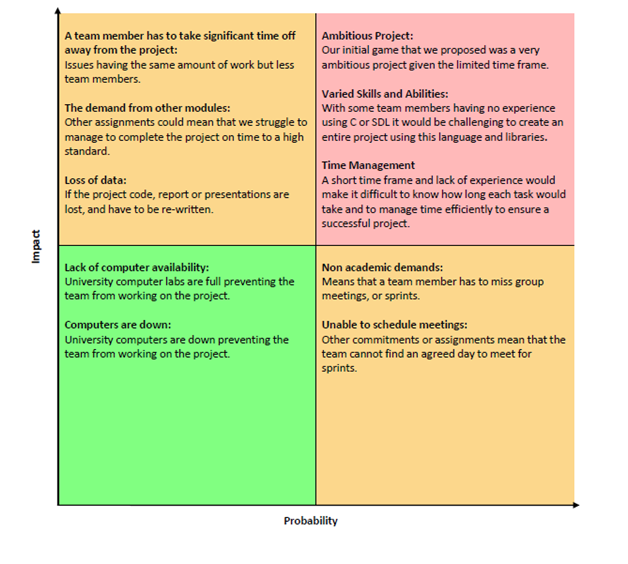 A team member has to take significant time off
away from the project:
Issues having the same amount of work but less
team members.
The demand from other modules:
Other assignments could mean that we struggle to
manage to complete the project on time to a high
standard.
Loss of data:
If the project code, report or presentations are
lost, and have to be re-written.
Ambitious Project:
Our initial game that we proposed was a very
ambitious project given the limited time frame.
Varied Skills and Abilities:
With some team members having no experience
using C or SDL it would be challenging to create an
entire project using this language and libraries.
Time Management
A short time frame and lack of experience would
make it difficult to know how long each task would
take and to manage time efficiently to ensure a
successful project.
Impact
Lack of computer availability:
University computer labs are full preventing the
team from working on the project.
Computers are down:
University computers are down preventing the
team from working on the project.
Non academic demands:
Means that a team member has to miss group
meetings, or sprints.
Unable to schedule meetings:
Other commitments or assignments mean that the
team cannot find an agreed day to meet for
sprints.
Probability